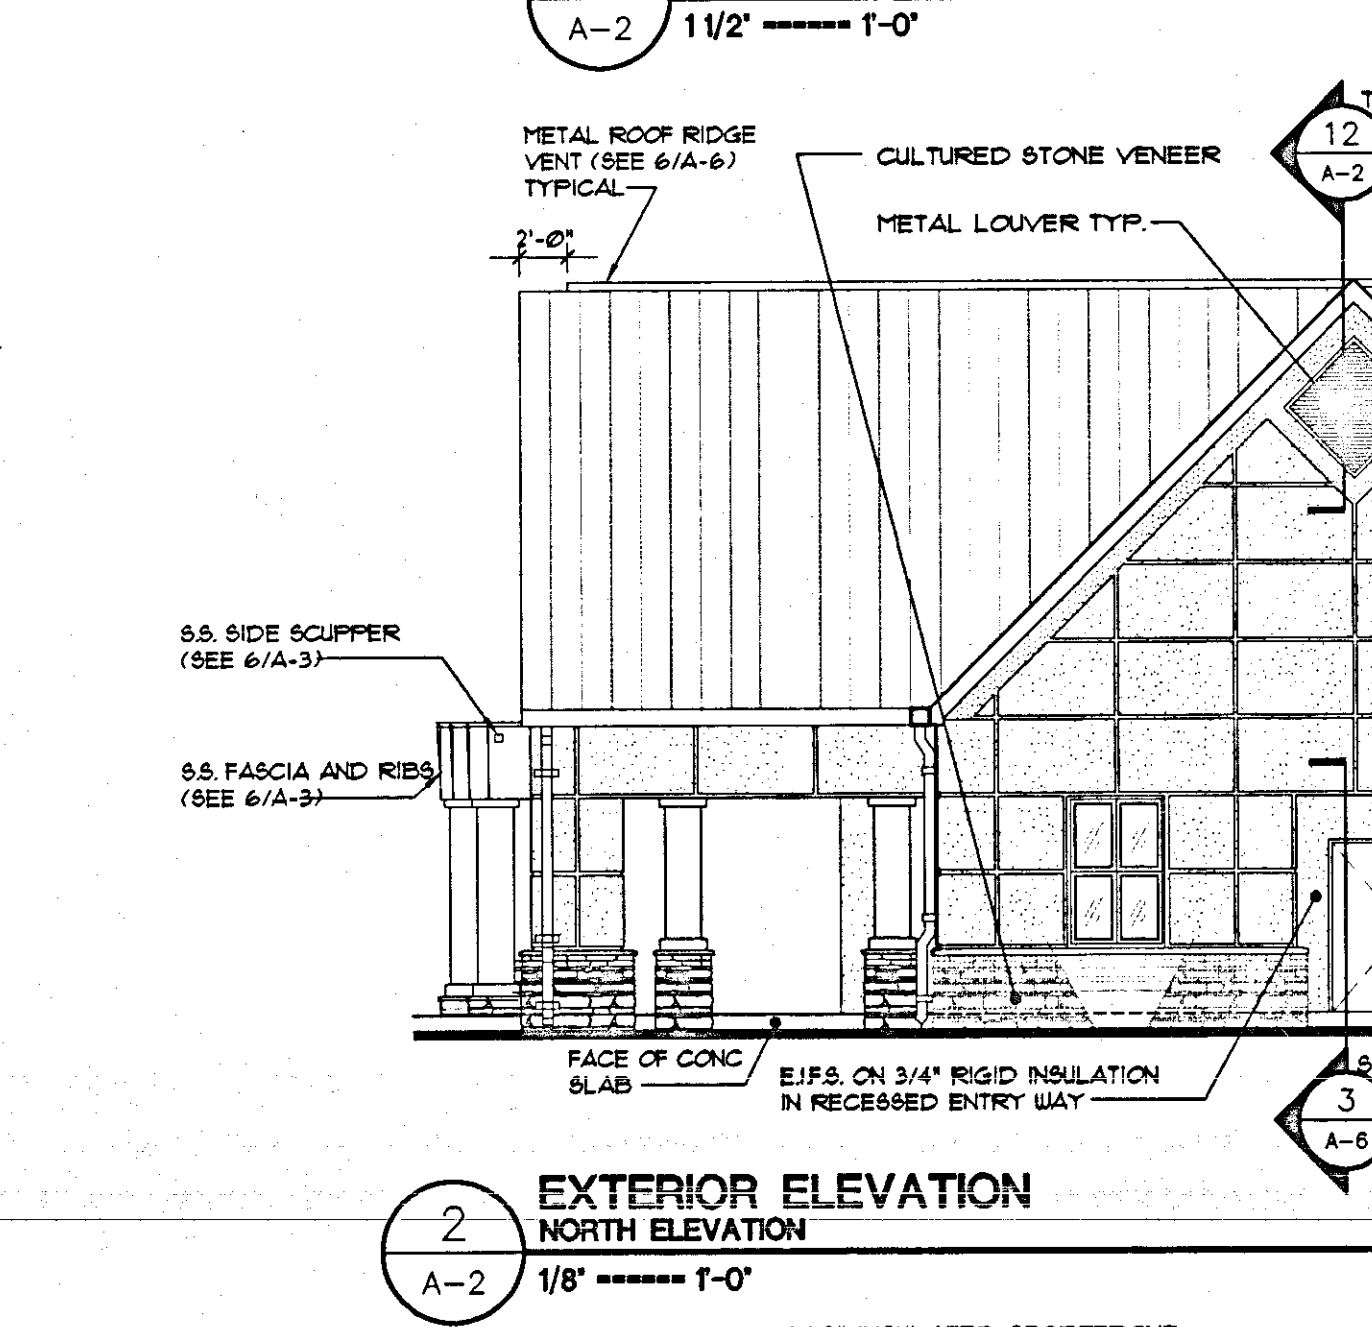 A-2
1 1/2" ------ 1'-0"
METAL ROOF RIDGE
VENT (SEE 6/A-6)
TYPICAL
CULTURED STONE VENEER
METAL LOUVER TYP.
12
A-2
2'-0"
S.S. SIDE SCUPPER
(SEE 6/A-3)
S.S. FASCIA AND RIBS
(SEE 6/A-3)
FACE OF CONC
SLAB
E.I.F.S. ON 3/4" RIGID INSULATION
IN RECESSED ENTRY WAY
3
A-6
2
A-2
EXTERIOR ELEVATION
NORTH ELEVATION
1/8" ------ 1'-0"